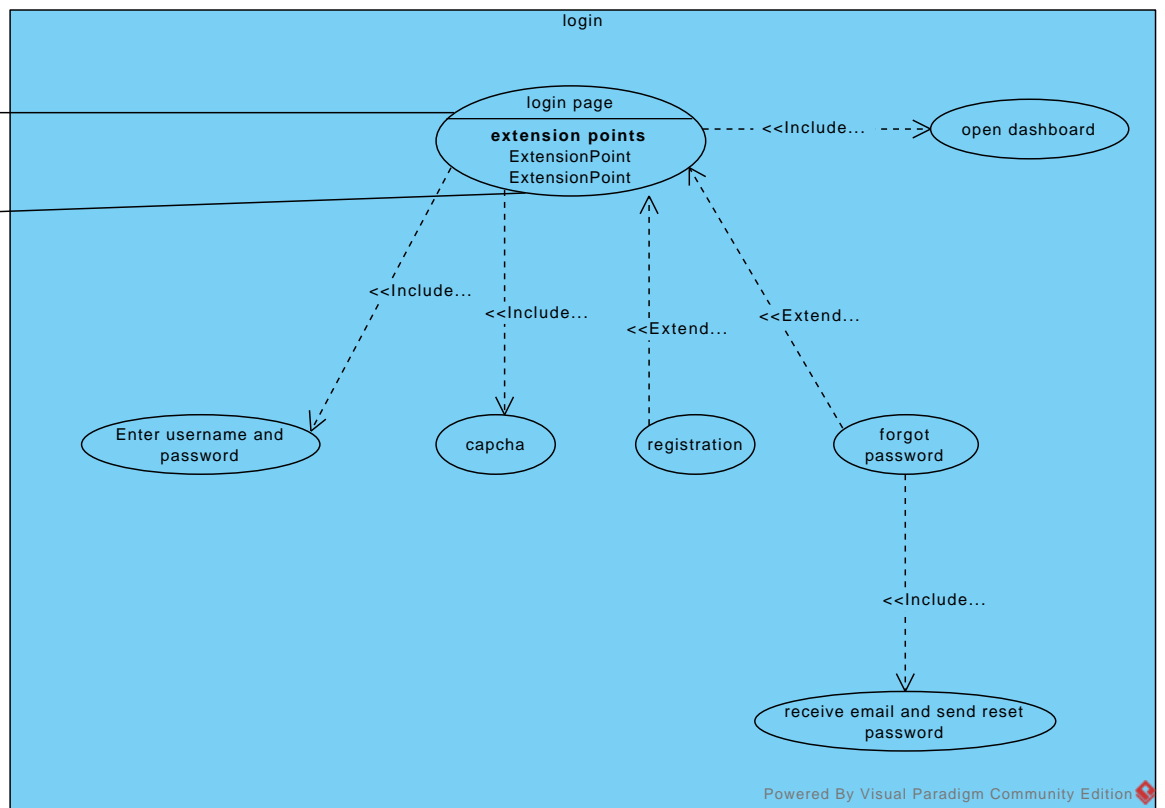 login
login page
extension points
ExtensionPoint
ExtensionPoint
<<Include...
open dashboard
<<Include...
<<Include...
<<Extend...
<<Extend...
Enter username and
password
capcha
registration
forgot
password
<<Include...
receive email and send reset
password
Powered By Visual Paradigm Community Edition